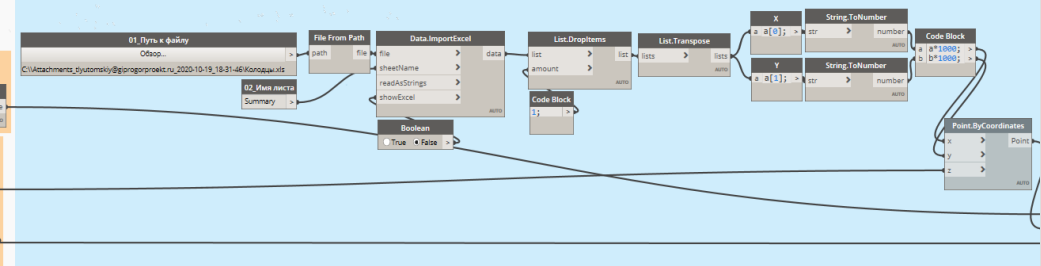 01_Путь к файлу
Обзор...
>
C:\\Attachments_tlyutomskiy@giprogorproekt.ru_2020-10-19_18-31-46\Колодцы.xls
File From Path
path > file >
02_Имя листа
Summary >
Data.ImportExcel
file > data >
sheetName >
readAsStrings >
showExcel >
AUTO
Boolean
True False >
List.DropItems
list > list >
amount >
AUTO
Code Block
1; >
List.Transpose
lists > lists >
AUTO
X
a a[0]; >
String.ToNumber
str > number >
AUTO
Y
a a[1]; >
String.ToNumber
str > number >
AUTO
Code Block
a a*1000; >
b b*1000; >
Point.ByCoordinates
x > Point >
y >
z >
AUTO